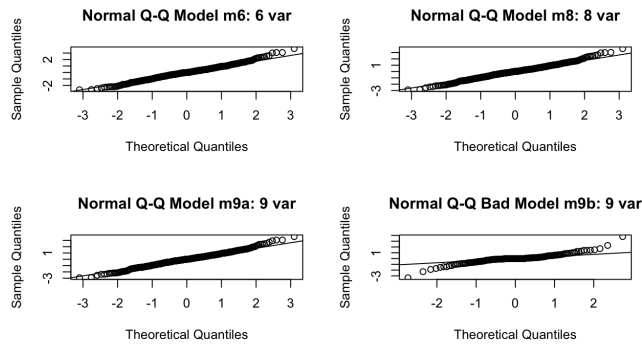 Normal Q-Q Model m6: 6 var
Sample Quantiles
2
-2
-3 -2 -1 0 1 2 3
Theoretical Quantiles
Normal Q-Q Model m8: 8 var
Sample Quantiles
1
-3
-3 -2 -1 0 1 2 3
Theoretical Quantiles
Normal Q-Q Model m9a: 9 var
Sample Quantiles
1
-3
-3 -2 -1 0 1 2 3
Theoretical Quantiles
Normal Q-Q Bad Model m9b: 9 var
Sample Quantiles
1
-3
-2 -1 0 1 2
Theoretical Quantiles